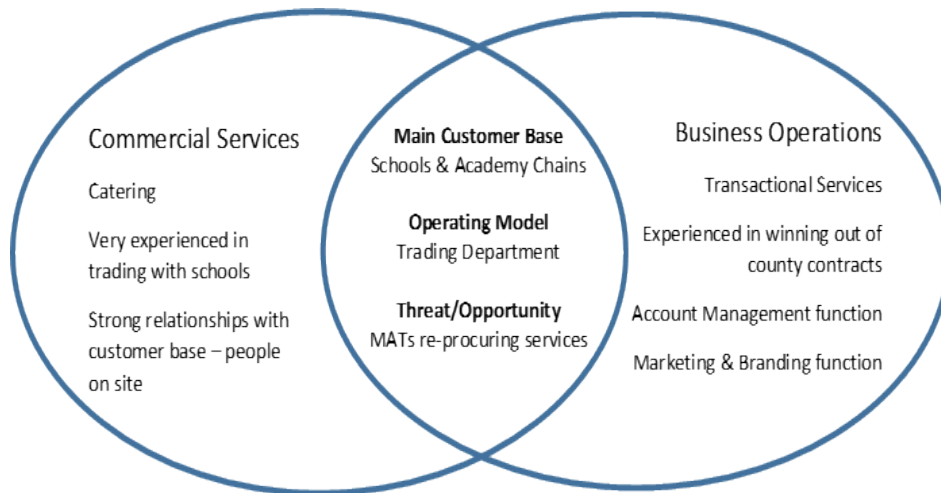 Commercial Services
Catering
Very experienced in
trading with schools
Strong relationships with
customer base – people
on site
Main Customer Base
Schools & Academy Chains
Operating Model
Trading Department
Threat/Opportunity
MATs re-procuring services
Business Operations
Transactional Services
Experienced in winning out of
county contracts
Account Management function
Marketing & Branding function